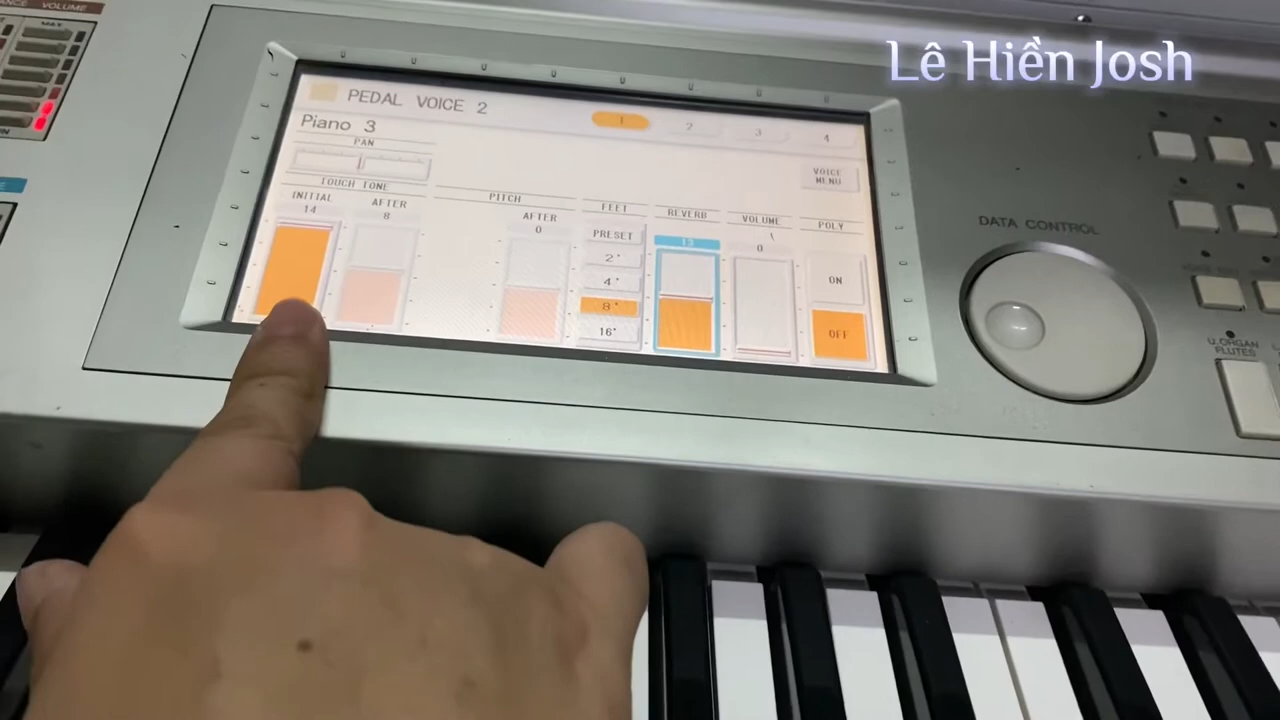 VOLUME
MAX
Lê Hiền Josh
PEDAL VOICE 2
1 2 3 4
Piano 3
PAN
VOICE
MENU
TOUCH TONE
PITCH
FEET
REVERB
VOLUME
POLY
INITIAL
14
AFTER
8
AFTER
0
PRESET
2'
4'
8'
16'
13
0
ON
OFF
DATA CONTROL
U.ORGAN
FLUTES